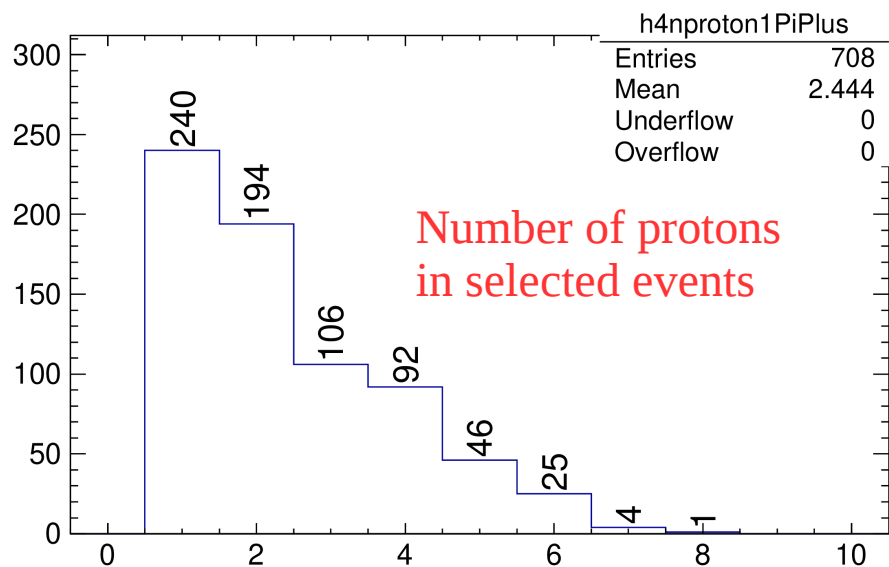 h4nproton1PiPlus
Entries 708
Mean 2.444
Underflow 0
Overflow 0
Number of protons
in selected events
300
250
200
150
100
50
0
240
194
106
92
46
25
4
1
0 2 4 6 8 10